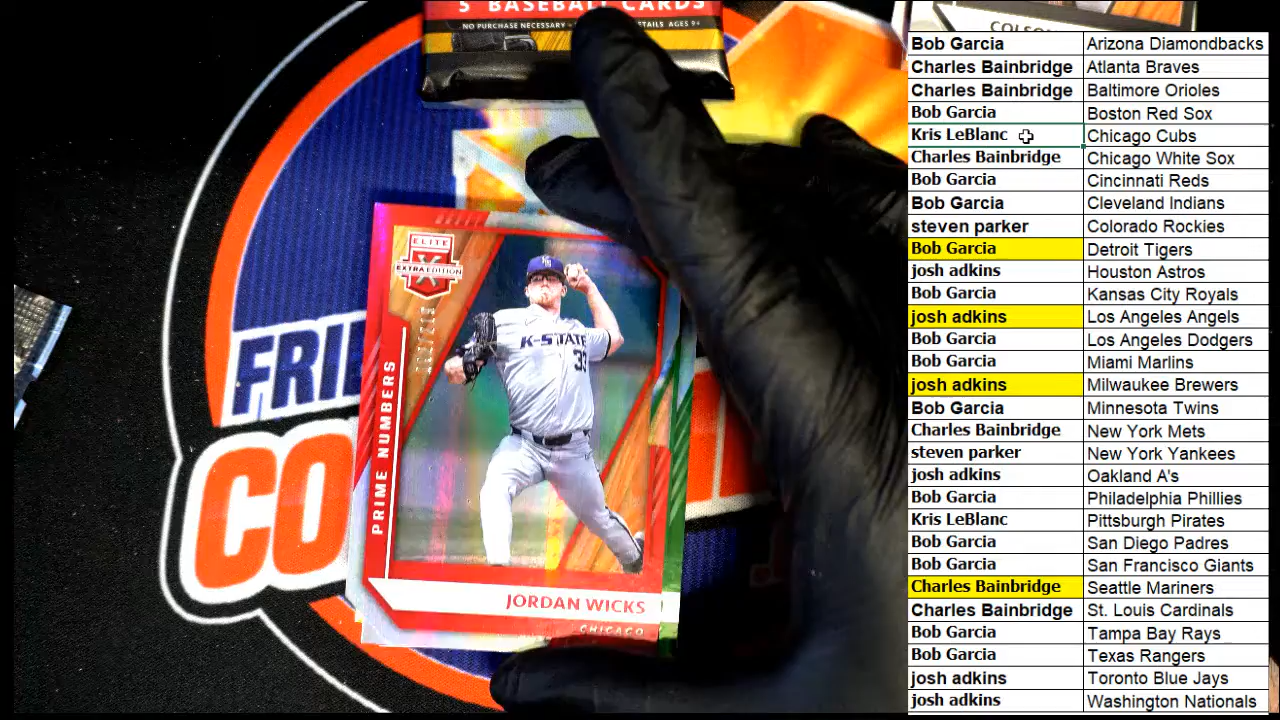 5 BASEBALL CARDS
NO PURCHASE NECESSARY
AGES 9+
ELITE
EXTRA EDITION
K-STATE
PRIME NUMBERS
JORDAN WICKS
CHICAGO
CO
Bob Garcia Arizona Diamondbacks
Charles Bainbridge Atlanta Braves
Charles Bainbridge Baltimore Orioles
Bob Garcia Boston Red Sox
Kris LeBlanc Chicago Cubs
Charles Bainbridge Chicago White Sox
Bob Garcia Cincinnati Reds
Bob Garcia Cleveland Indians
steven parker Colorado Rockies
Bob Garcia Detroit Tigers
josh adkins Houston Astros
Bob Garcia Kansas City Royals
josh adkins Los Angeles Angels
Bob Garcia Los Angeles Dodgers
Bob Garcia Miami Marlins
josh adkins Milwaukee Brewers
Bob Garcia Minnesota Twins
Charles Bainbridge New York Mets
steven parker New York Yankees
josh adkins Oakland A's
Bob Garcia Philadelphia Phillies
Kris LeBlanc Pittsburgh Pirates
Bob Garcia San Diego Padres
Bob Garcia San Francisco Giants
Charles Bainbridge Seattle Mariners
Charles Bainbridge St. Louis Cardinals
Bob Garcia Tampa Bay Rays
Bob Garcia Texas Rangers
josh adkins Toronto Blue Jays
josh adkins Washington Nationals